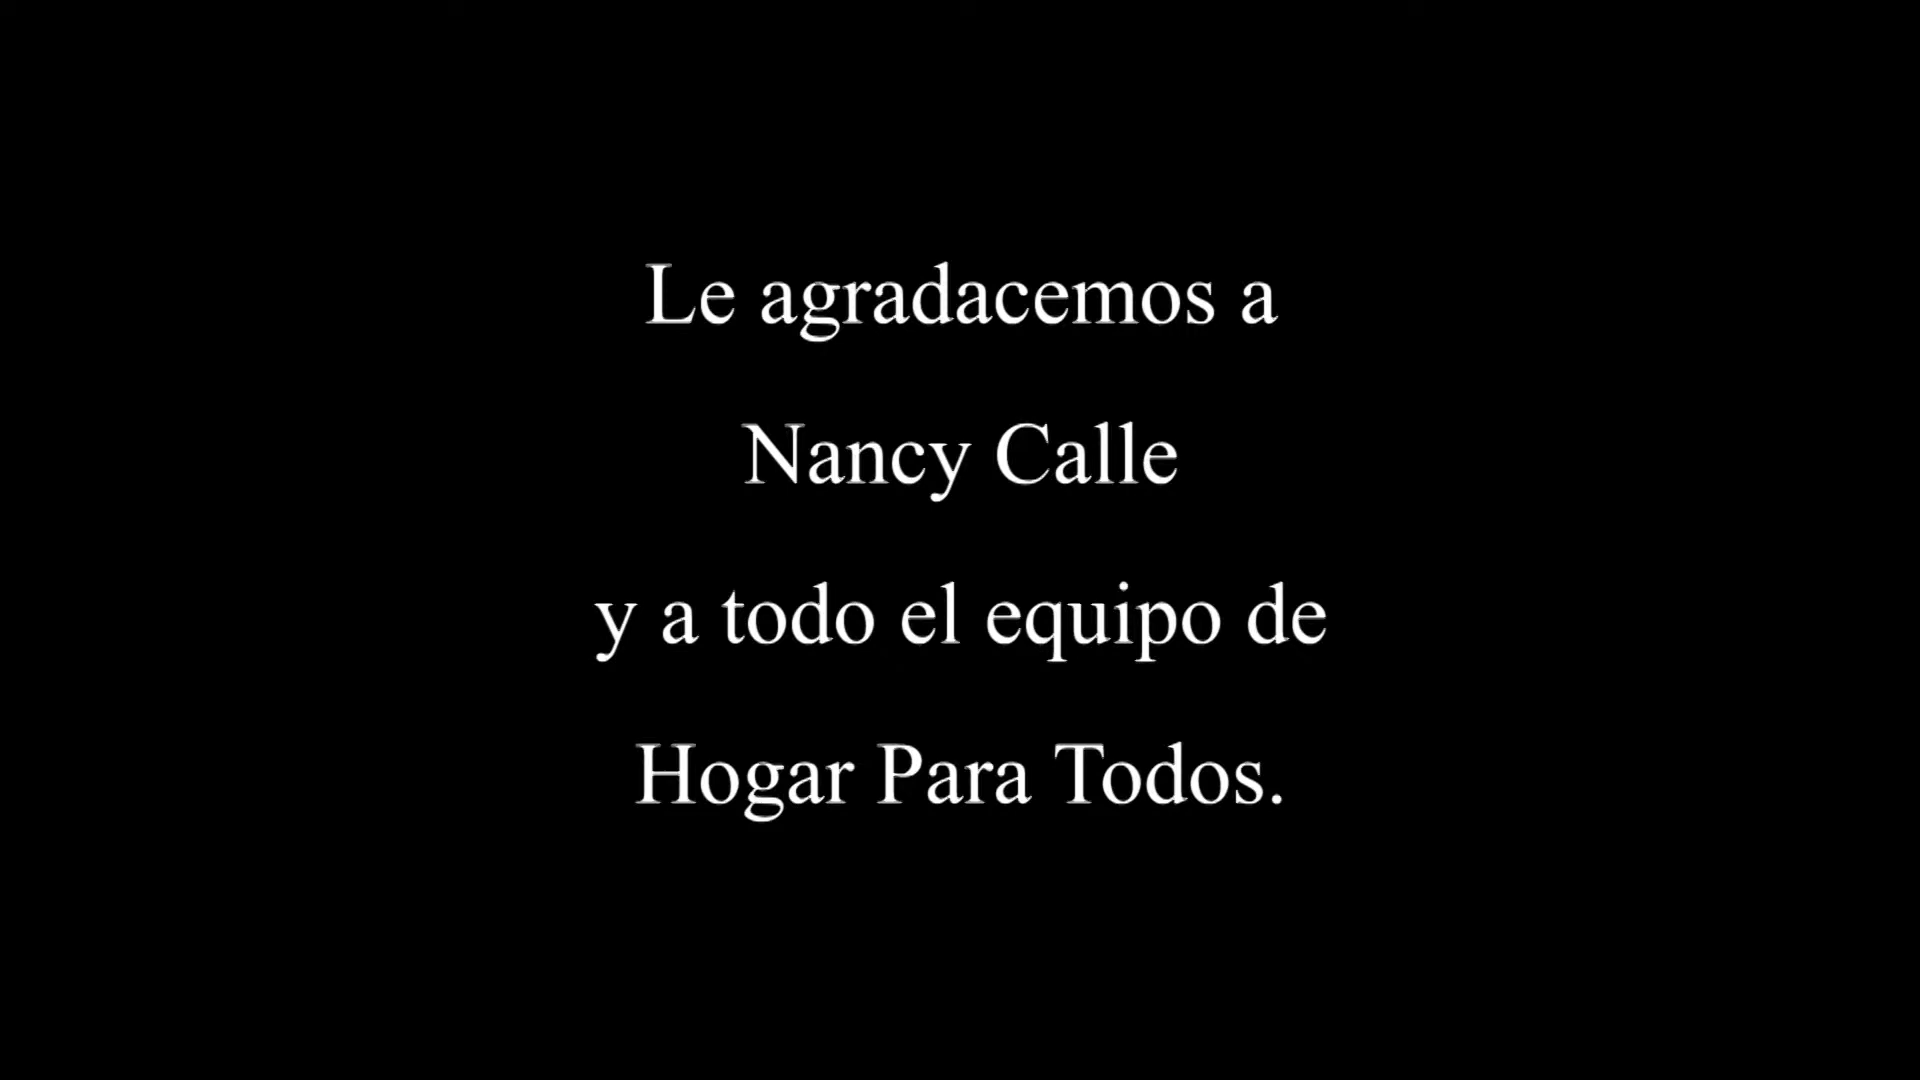 Le agradacemos a
Nancy Calle
y a todo el equipo de
Hogar Para Todos.